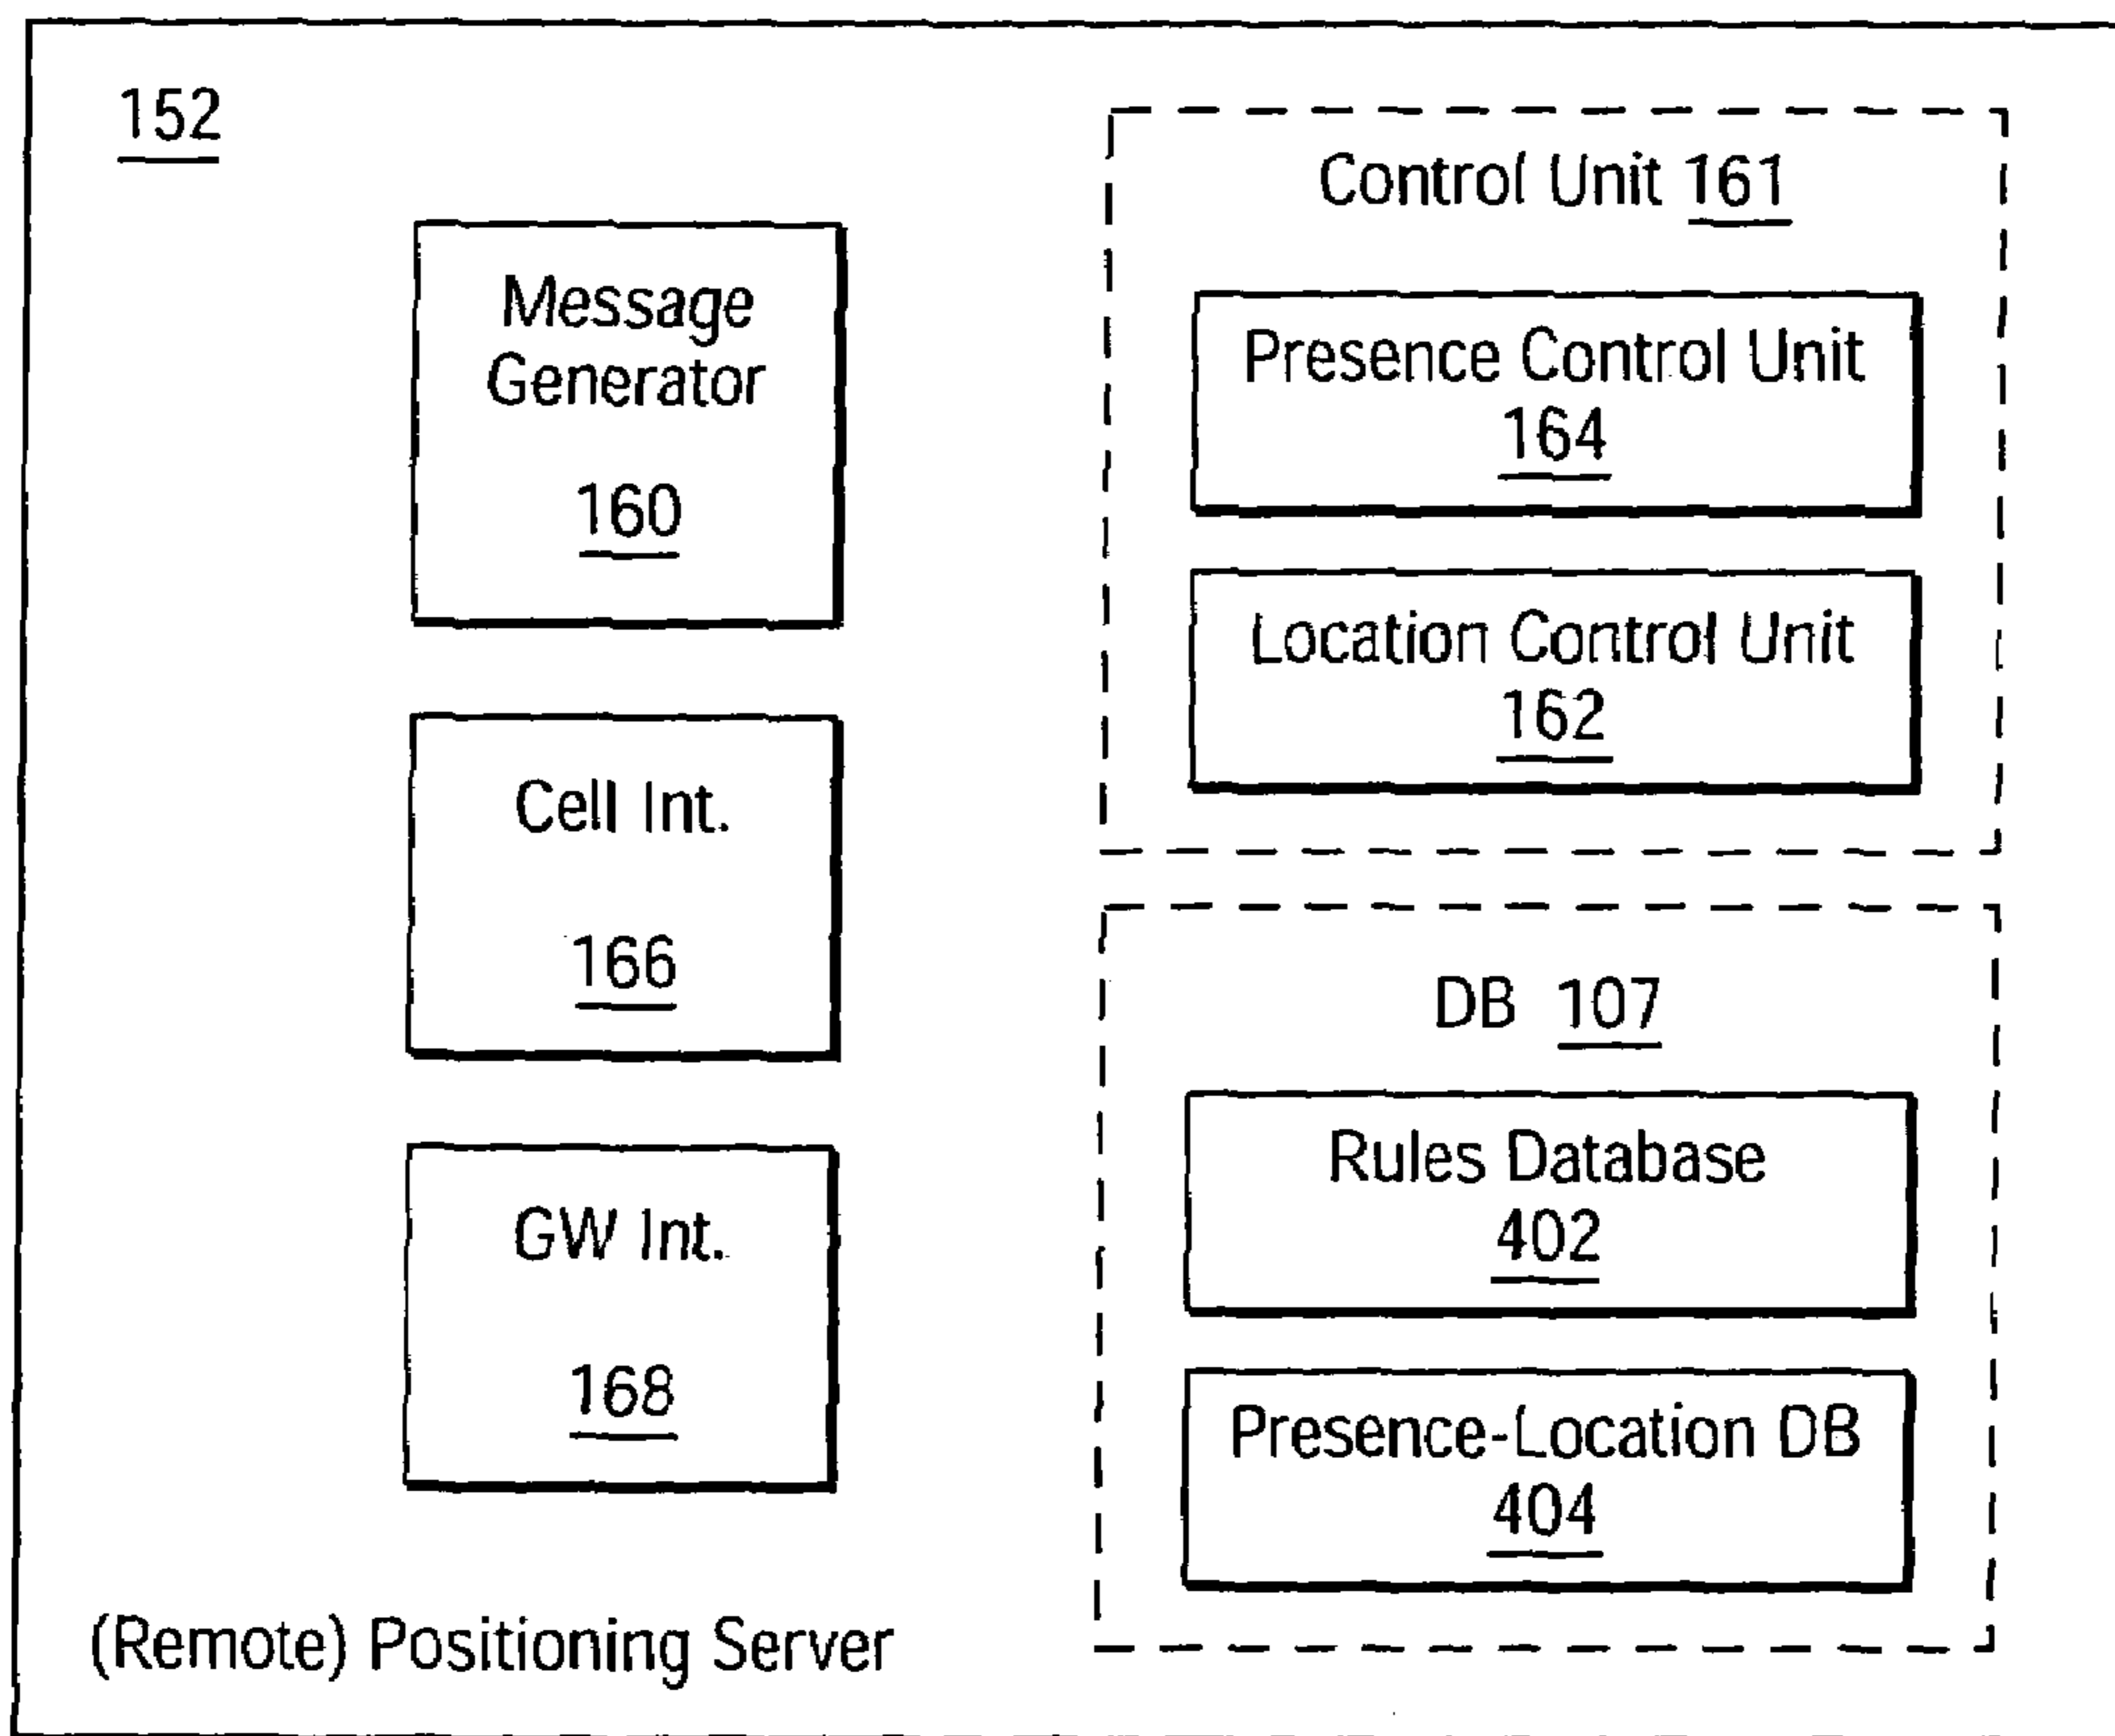 152
Message
Generator
160
Cell Int.
166
GW Int.
168
(Remote) Positioning Server
Control Unit 161
Presence Control Unit
164
Location Control Unit
162
DB 107
Rules Database
402
Presence-Location DB
404